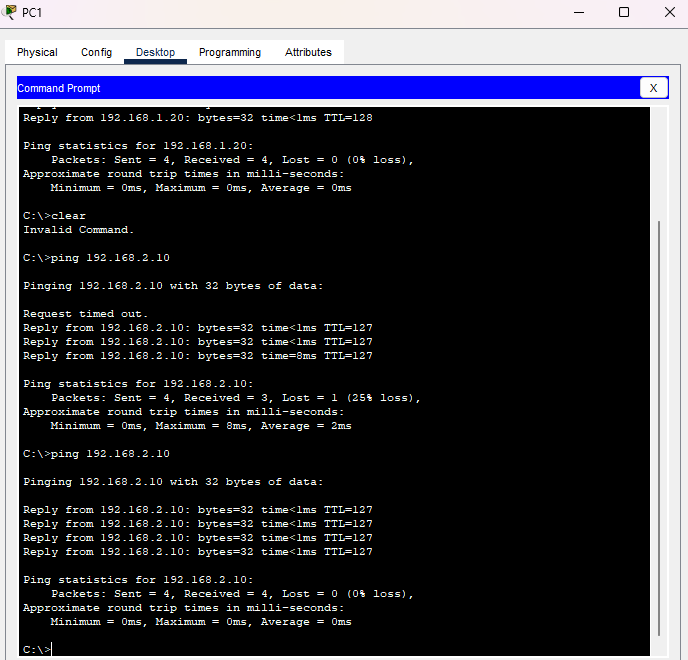 PC1
Physical Config Desktop Programming Attributes
Command Prompt
X
Reply from 192.168.1.20: bytes=32 time<1ms TTL=128
Ping statistics for 192.168.1.20:
Packets: Sent = 4, Received = 4, Lost = 0 (0% loss),
Approximate round trip times in milli-seconds:
Minimum = 0ms, Maximum = 0ms, Average = 0ms
C:\>clear
Invalid Command.
C:\>ping 192.168.2.10
Pinging 192.168.2.10 with 32 bytes of data:
Request timed out.
Reply from 192.168.2.10: bytes=32 time<1ms TTL=127
Reply from 192.168.2.10: bytes=32 time<1ms TTL=127
Reply from 192.168.2.10: bytes=32 time=8ms TTL=127
Ping statistics for 192.168.2.10:
Packets: Sent = 4, Received = 3, Lost = 1 (25% loss),
Approximate round trip times in milli-seconds:
Minimum = 0ms, Maximum = 8ms, Average = 2ms
C:\>ping 192.168.2.10
Pinging 192.168.2.10 with 32 bytes of data:
Reply from 192.168.2.10: bytes=32 time<1ms TTL=127
Reply from 192.168.2.10: bytes=32 time<1ms TTL=127
Reply from 192.168.2.10: bytes=32 time<1ms TTL=127
Reply from 192.168.2.10: bytes=32 time<1ms TTL=127
Ping statistics for 192.168.2.10:
Packets: Sent = 4, Received = 4, Lost = 0 (0% loss),
Approximate round trip times in milli-seconds:
Minimum = 0ms, Maximum = 0ms, Average = 0ms
C:\>